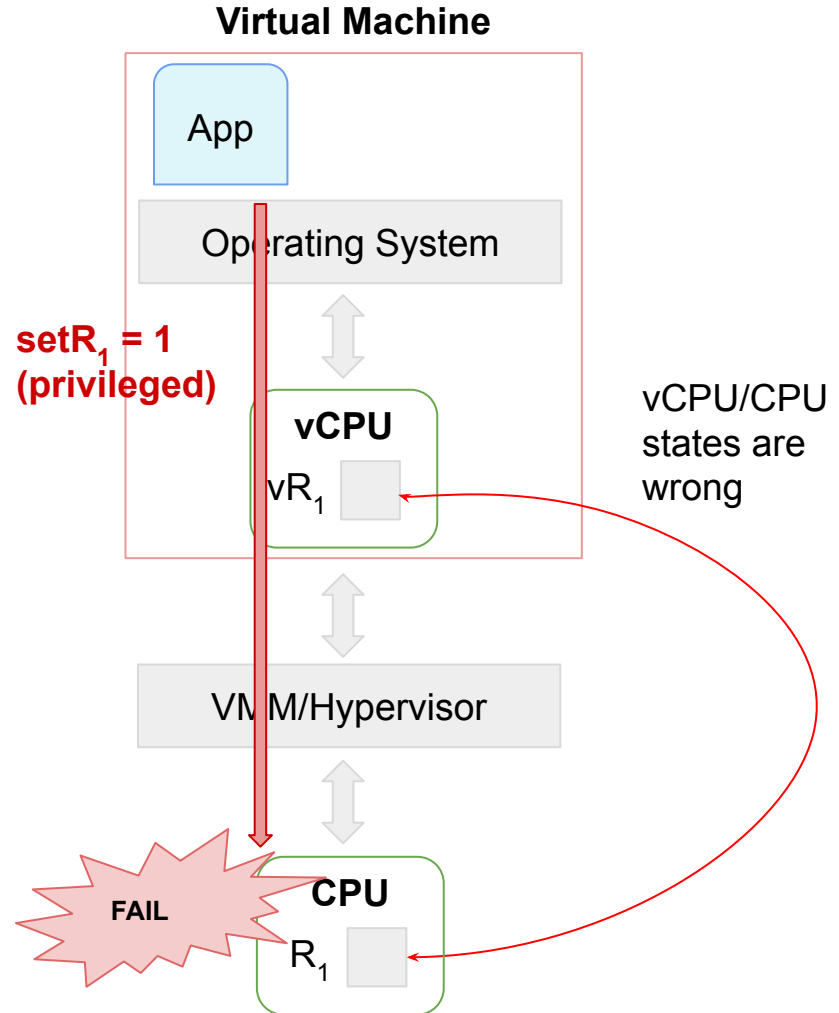 Virtual Machine
App
Operating System
setR₁ = 1
(privileged)
vCPU/CPU
states are
wrong
vCPU
vR₁
VMM/Hypervisor
FAIL
CPU
R₁